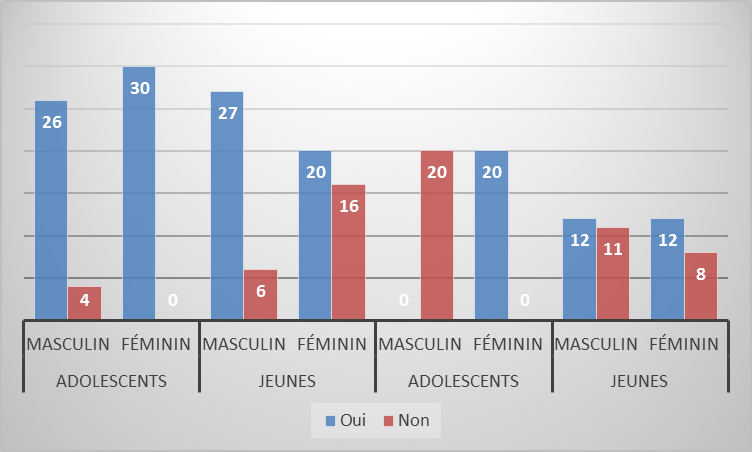 26 4 30 0 27 6 20 16 0 20 20 0 12 11 12 8
MASCULIN FÉMININ MASCULIN FÉMININ MASCULIN FÉMININ MASCULIN FÉMININ
ADOLESCENTS JEUNES ADOLESCENTS JEUNES
Oui Non